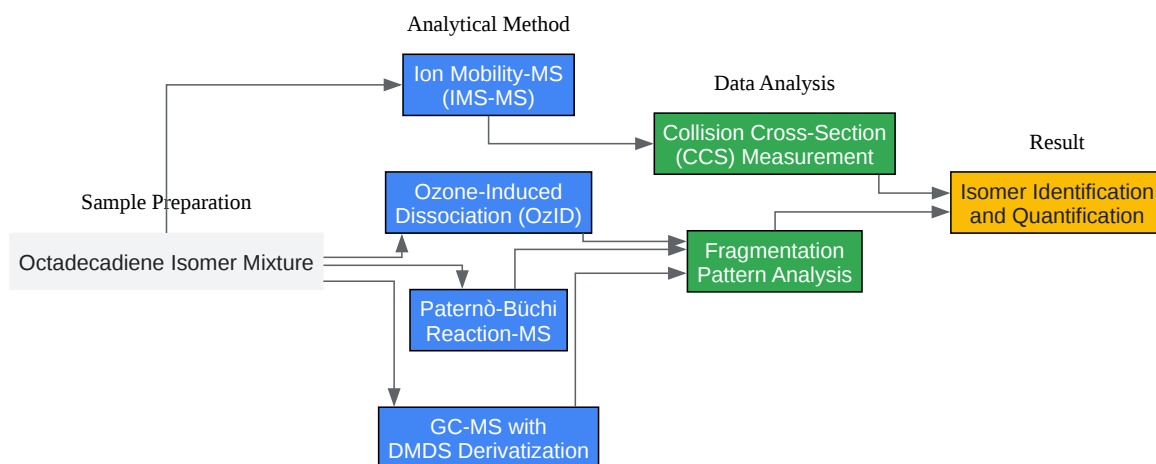 Analytical Method
Ion Mobility-MS
(IMS-MS)
Data Analysis
Collision Cross-Section
(CCS) Measurement
Result
Isomer Identification
and Quantification
Sample Preparation
Octadecadiene Isomer Mixture
Ozone-Induced
Dissociation (OzID)
Fragmentation
Pattern Analysis
Paternò-Büchi
Reaction-MS
GC-MS with
DMDS Derivatization